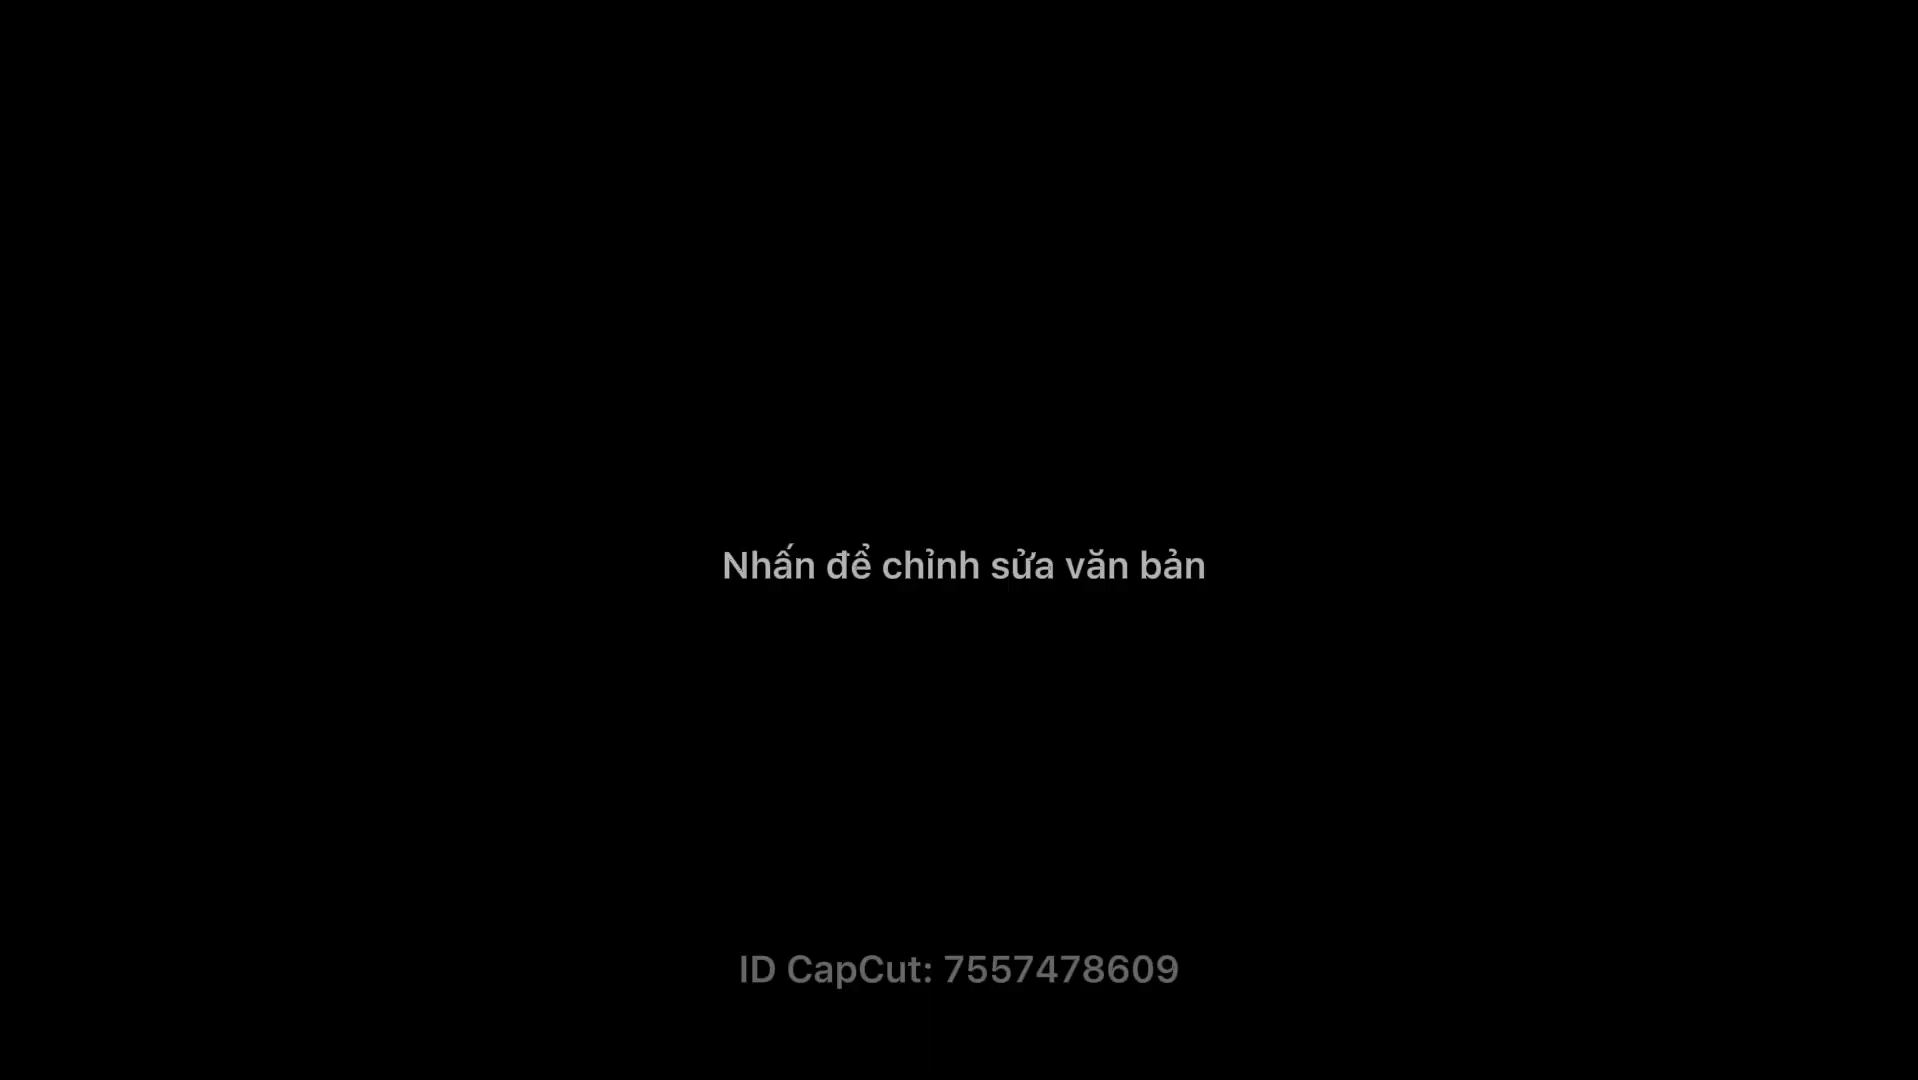 Nhấn để chỉnh sửa văn bản
ID CapCut: 7557478609